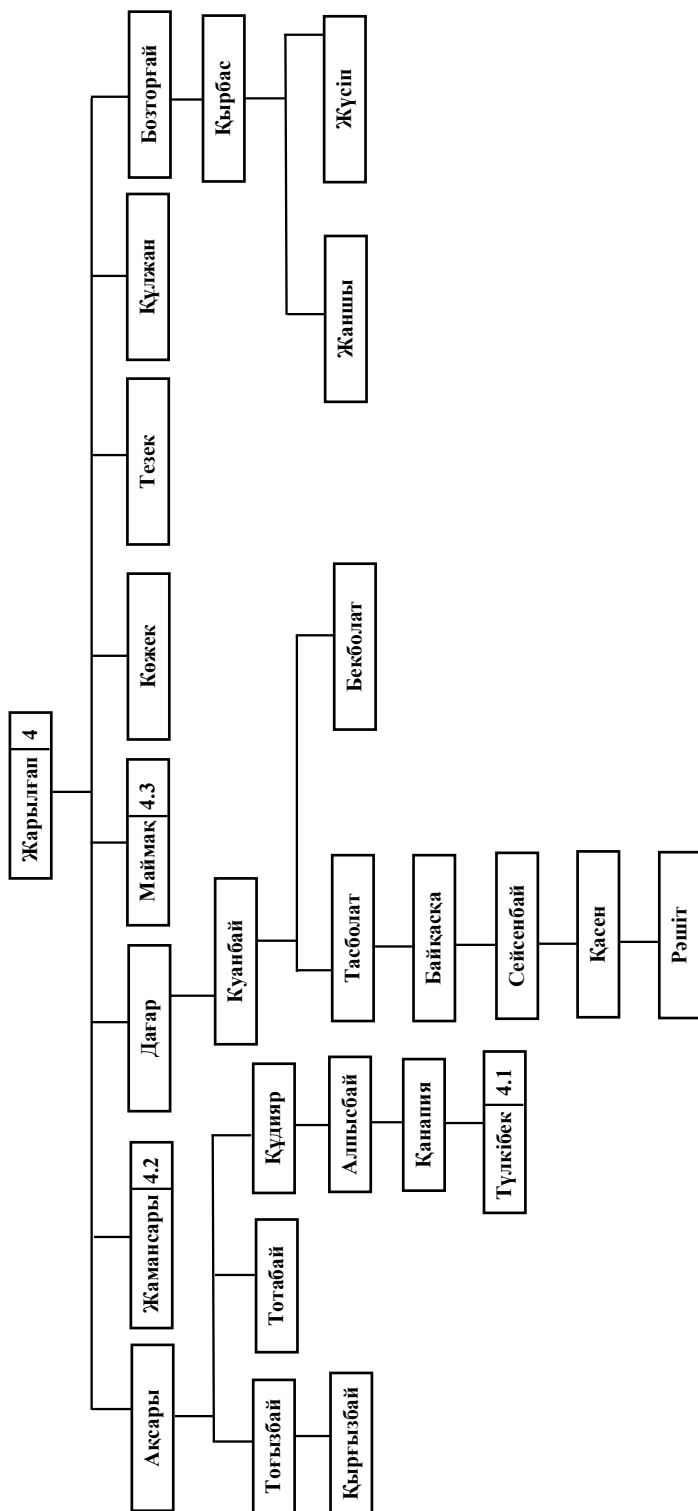 Жарылғап 4
Ақсары
Жамансары 4.2
Дағар
Маймақ 4.3
Көжек
Тезек
Құлжан
Бозторғай
Қуанбай
Қырбас
Тоғызбай
Тотабай
Құдияр
Тасболат
Бекболат
Жаншы
Жүсіп
Қырғызбай
Алпысбай
Байқасқа
Қанапия
Сейсенбай
Түлкібек 4.1
Қасен
Рәшіт